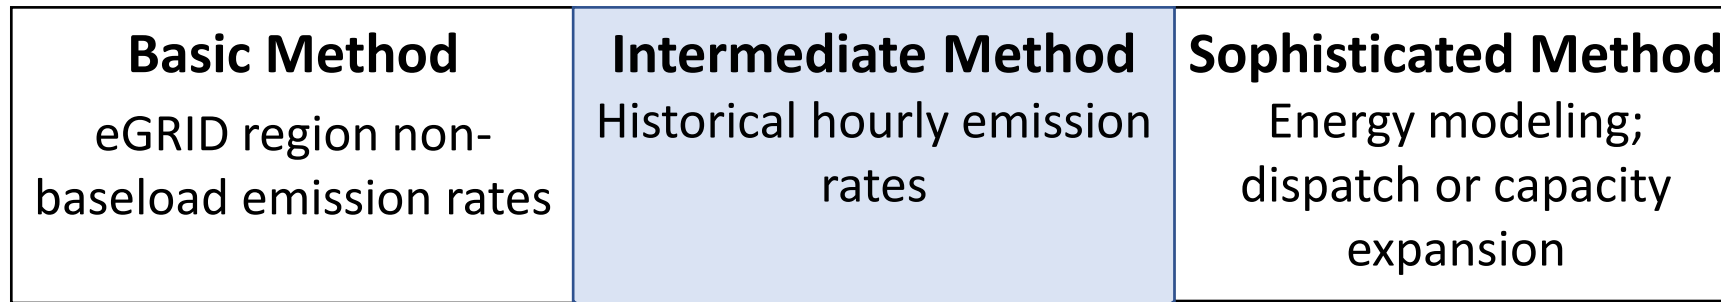 Basic Method
eGRID region non-
baseload emission rates
Intermediate Method
Historical hourly emission
rates
Sophisticated Method
Energy modeling;
dispatch or capacity
expansion